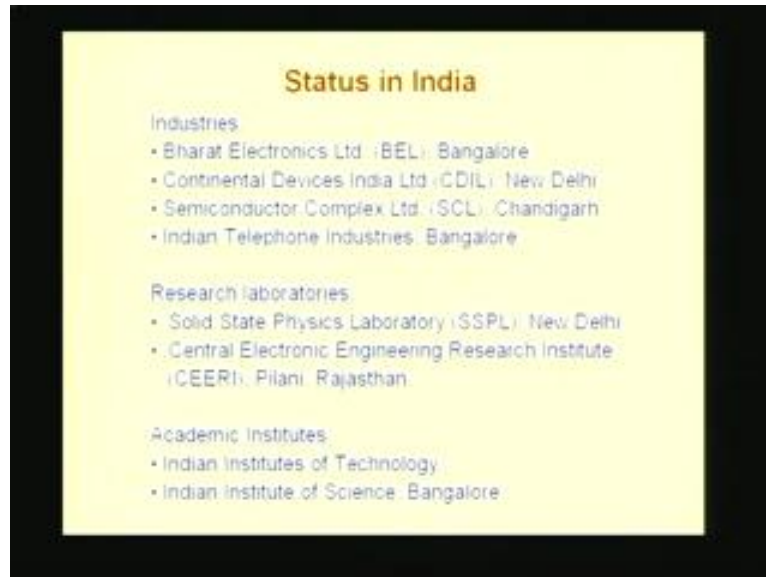 Status in India
Industries
• Bharat Electronics Ltd. (BEL), Bangalore
• Continental Devices India Ltd (CDIL), New Delhi
• Semiconductor Complex Ltd. (SCL), Chandigarh
• Indian Telephone Industries, Bangalore
Research laboratories
• Solid State Physics Laboratory (SSPL), New Delhi
• Central Electronic Engineering Research Institute
(CEERI), Pilani, Rajasthan
Academic Institutes
• Indian Institutes of Technology
• Indian Institute of Science, Bangalore